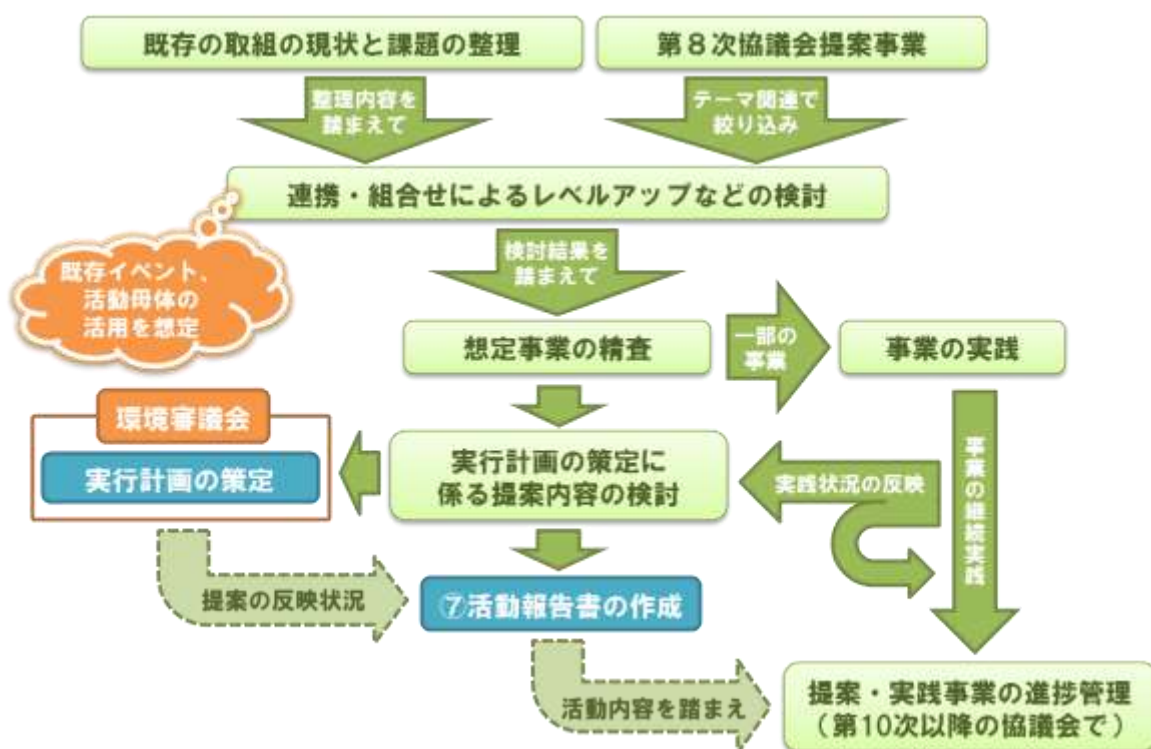 既存の取組の現状と課題の整理
第８次協議会提案事業
整理内容を
踏まえて
テーマ関連で
絞り込み
連携・組合せによるレベルアップなどの検討
既存イベント、
活動母体の
活用を想定
検討結果を
踏まえて
想定事業の精査
一部の
事業
事業の実践
環境審議会
実行計画の策定
実行計画の策定に
係る提案内容の検討
実践状況の反映
事業の継続実践
提案の反映状況
⑦活動報告書の作成
活動内容を踏まえ
提案・実践事業の進捗管理
（第10次以降の協議会で）